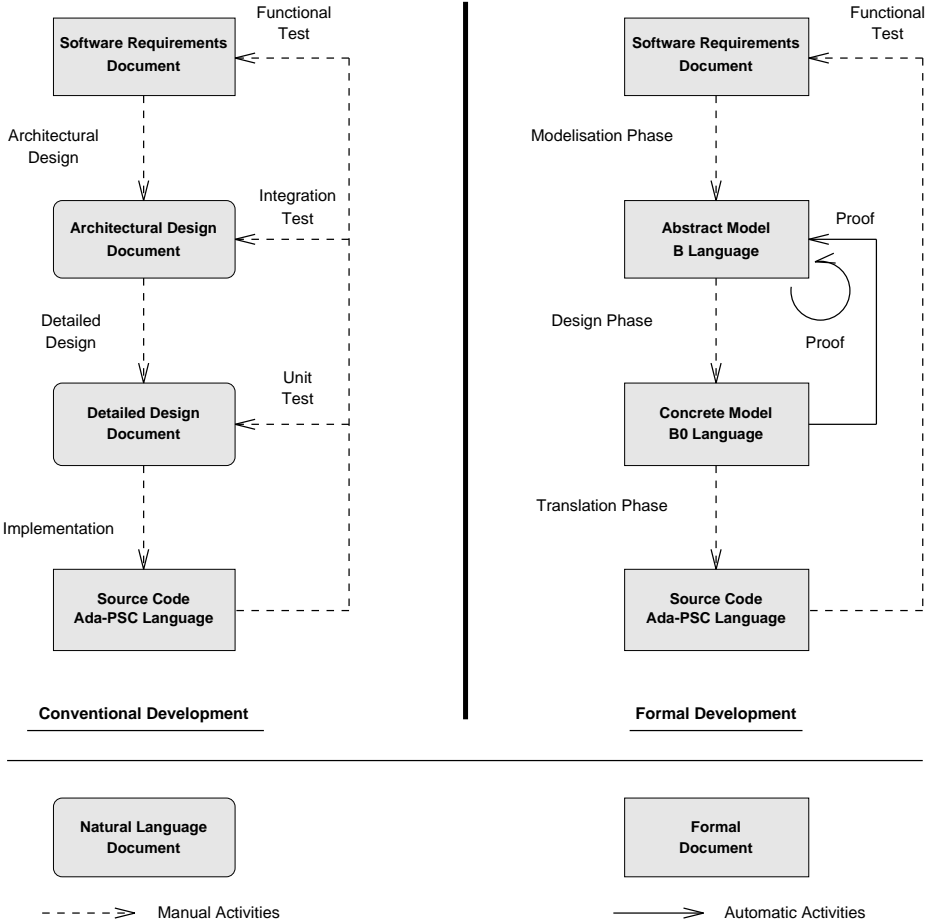 Functional
Test
Software Requirements
Document
Architectural
Design
Integration
Test
Architectural Design
Document
Detailed
Design
Unit
Test
Detailed Design
Document
Implementation
Source Code
Ada-PSC Language
Conventional Development
Functional
Test
Software Requirements
Document
Modelisation Phase
Abstract Model
B Language
Proof
Design Phase
Proof
Concrete Model
B0 Language
Translation Phase
Source Code
Ada-PSC Language
Formal Development
Natural Language
Document
Formal
Document
Manual Activities
Automatic Activities